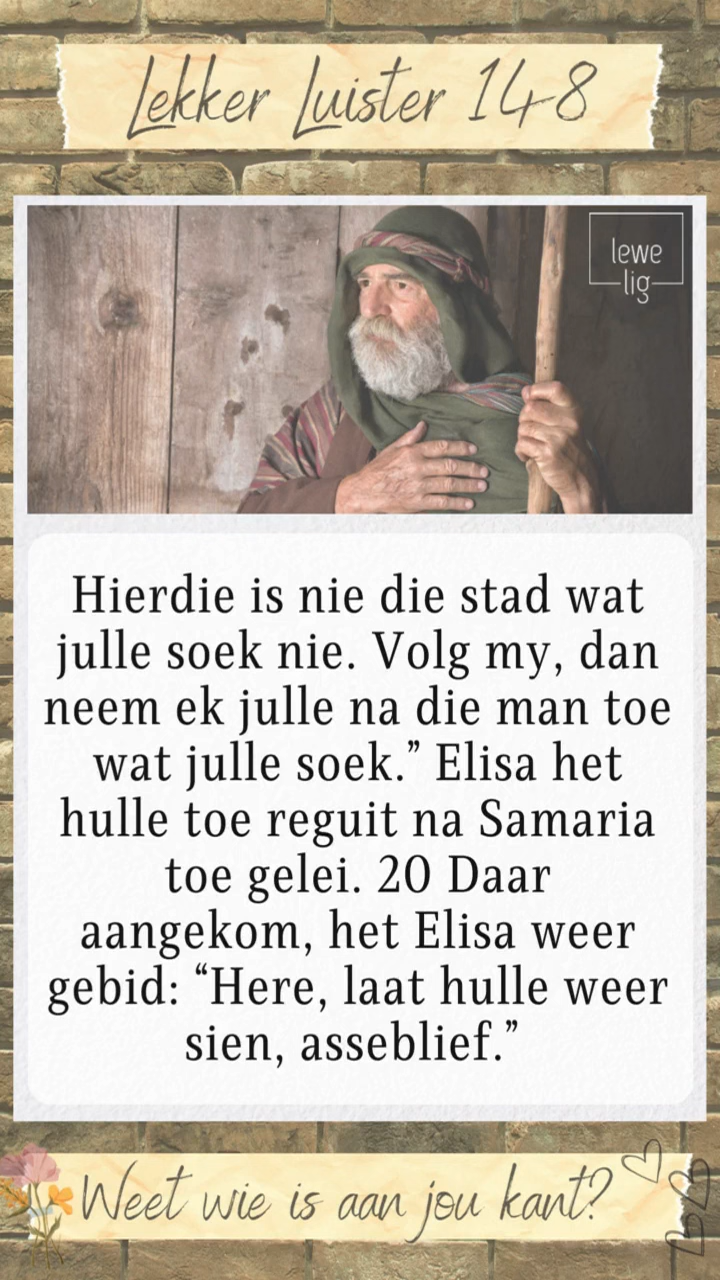 Lekker Luister 148
lewe
lig
Hierdie is nie die stad wat
julle soek nie. Volg my, dan
neem ek julle na die man toe
wat julle soek.” Elisa het
hulle toe reguit na Samaria
toe gelei. 20 Daar
aangekom, het Elisa weer
gebid: “Here, laat hulle weer
sien, asseblief.”
Weet wie is aan jou kant?